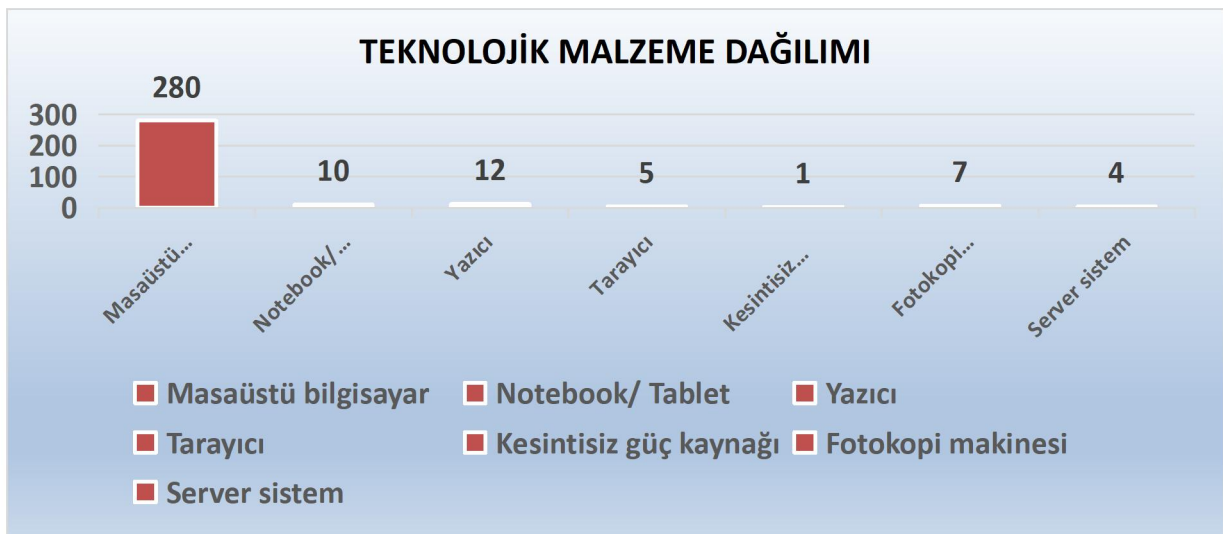 TEKNOLOJİK MALZEME DAĞILIMI
280
10
12
5
1
7
4
300
200
100
0
Masaüstü...
Notebook/...
Yazıcı
Tarayıcı
Kesintisiz...
Fotokopi...
Server sistem
Masaüstü bilgisayar Notebook/ Tablet Yazıcı
Tarayıcı Kesintisiz güç kaynağı Fotokopi makinesi
Server sistem